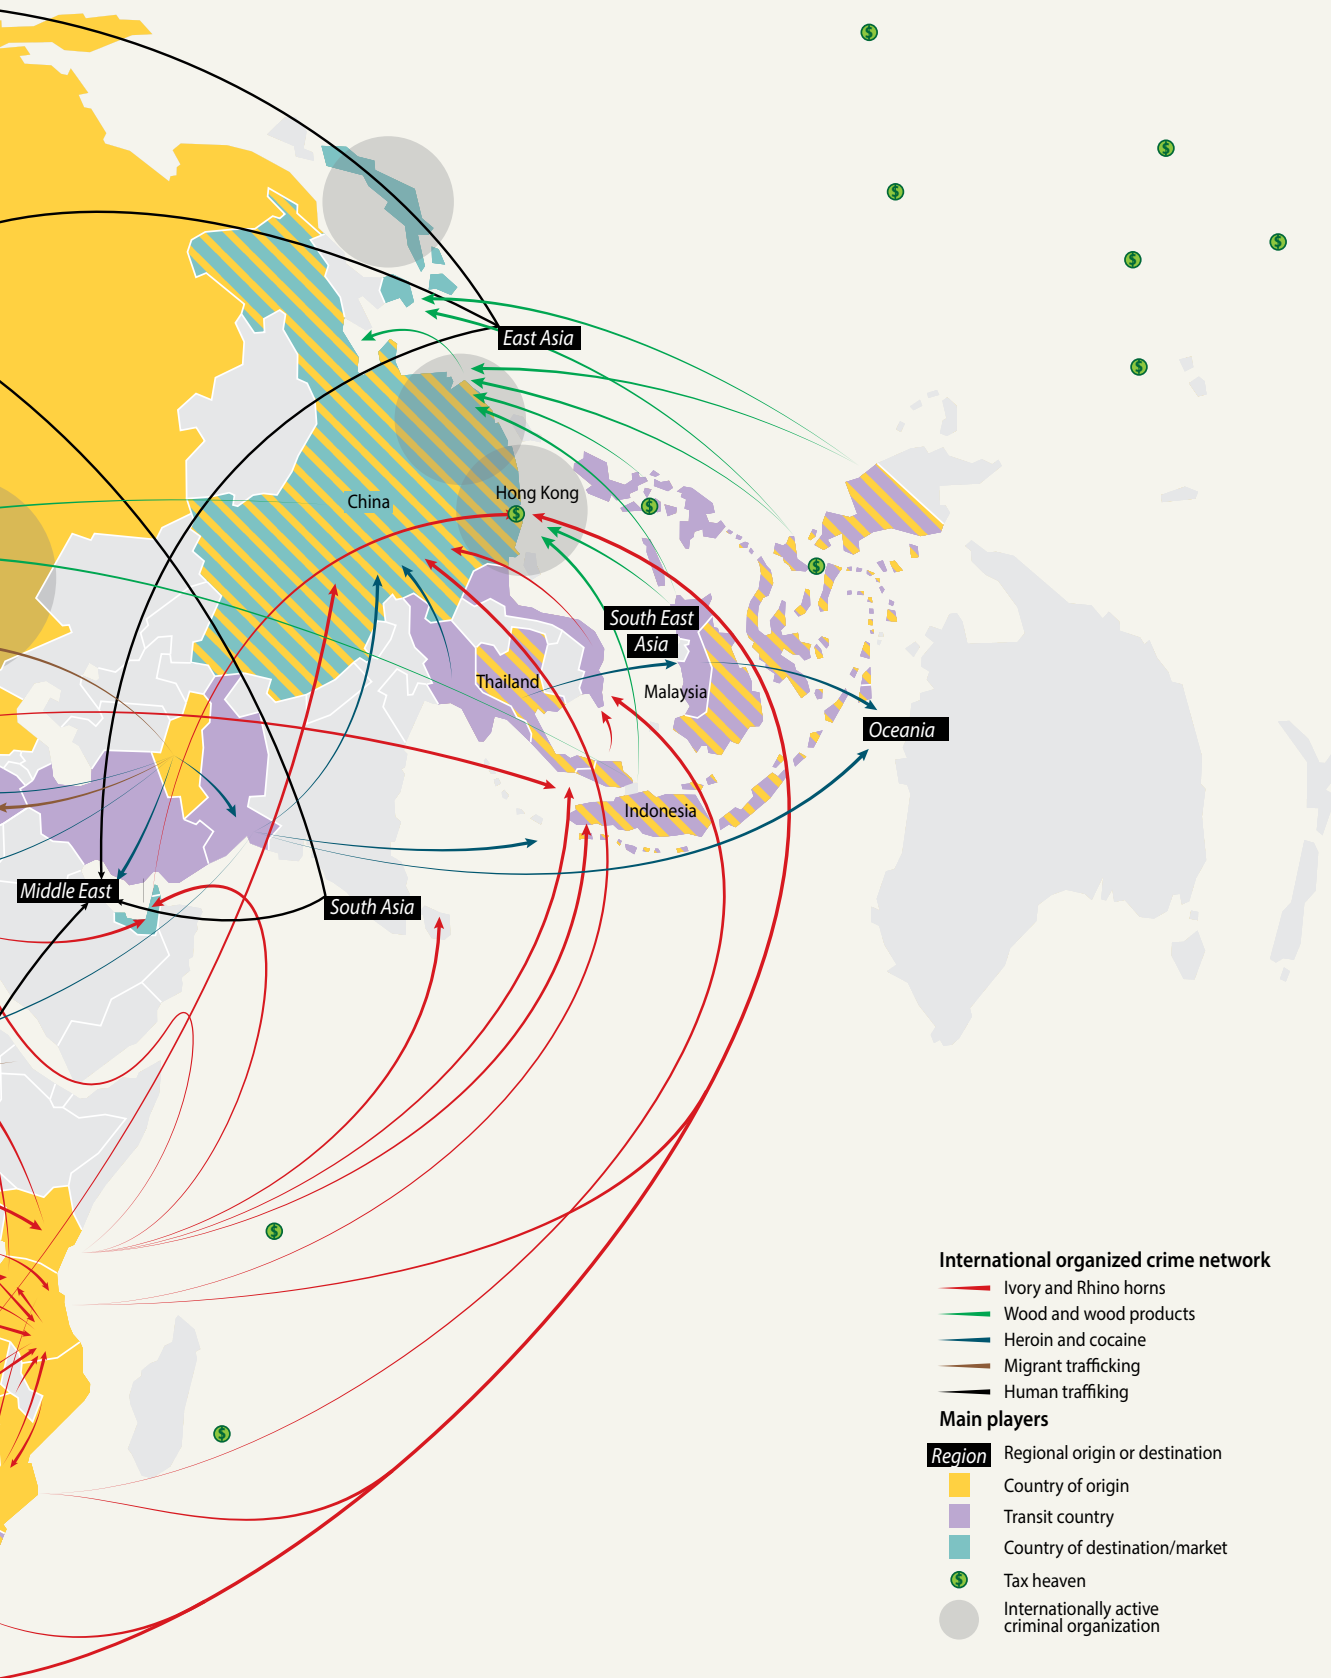 East Asia
China
Hong Kong
South East
Asia
Thailand
Malaysia
Oceania
Indonesia
Middle East
South Asia
International organized crime network
Ivory and Rhino horns
Wood and wood products
Heroin and cocaine
Migrant trafficking
Human traffiking
Main players
Region Regional origin or destination
Country of origin
Transit country
Country of destination/market
$ Tax heaven
Internationally active
criminal organization